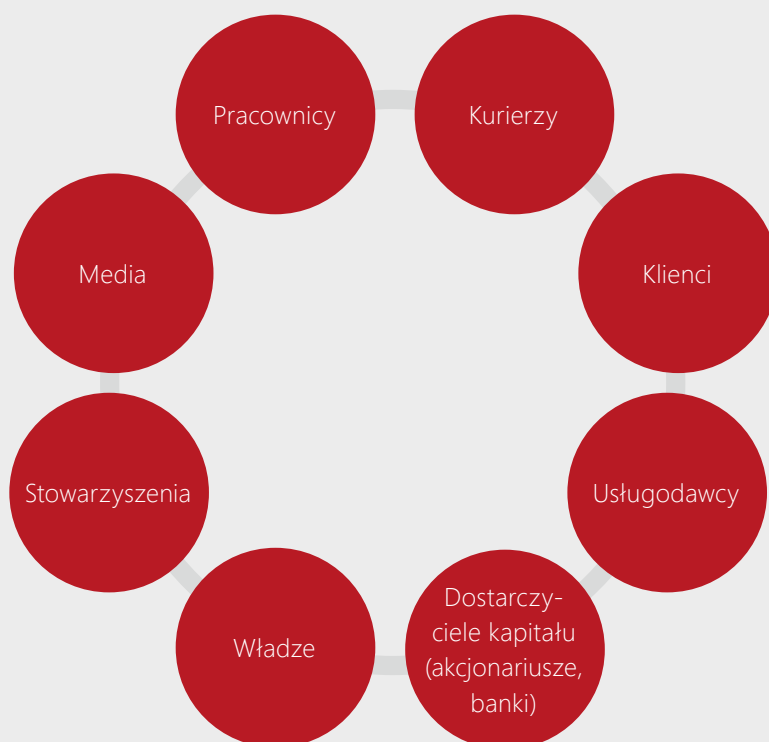 Pracownicy
Kurierzy
Media
Klienci
Stowarzyszenia
Usługodawcy
Władze
Dostarczy-
ciele kapitału
(akcjonariusze,
banki)